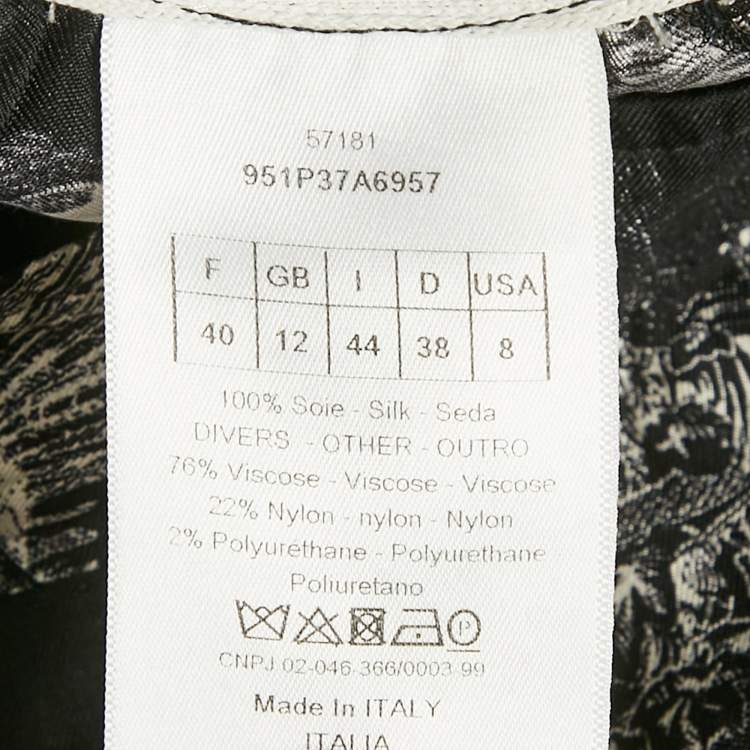 57181
951P37A6957
F GB I D USA
40 12 44 38 8
100% Soie - Silk - Seda
DIVERS - OTHER - OUTRO
76% Viscose - Viscose - Viscose
22% Nylon - nylon - Nylon
2% Polyuréthane - Polyurethane
Poliuretano
P
CNPJ 02-046-366/0003-99
Made In ITALY
ITALIA